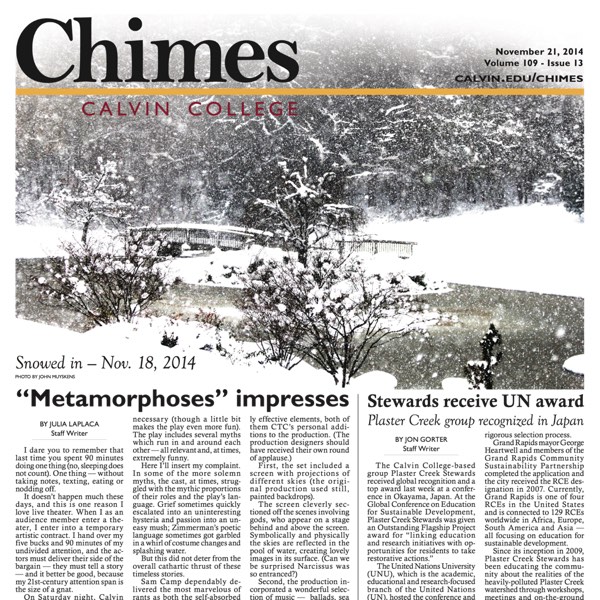 Chimes
November 21, 2014
Volume 109 - Issue 13
CALVIN.EDU/CHIMES
CALVIN COLLEGE
Snowed in – Nov. 18, 2014
PHOTO BY JOHN MUYSKENS
“Metamorphoses” impresses
BY JULIA LAPLACA
Staff Writer
I dare you to remember that
last time you spent 90 minutes
doing one thing (no, sleeping does
not count). One thing — without
taking notes, texting, eating or
nodding off.
It doesn’t happen much these
days, and this is one reason I
love live theater. When I as an
audience member enter a the-
ater, I enter into a temporary
artistic contract. I hand over my
five bucks and 90 minutes of my
undivided attention, and the ac-
tors must deliver their side of the
bargain — they must tell a story
— and it better be good, because
my 21st-century attention span is
the size of a gnat.
On Saturday night, Calvin
necessary (though a little bit
makes the play even more fun).
The play includes several myths
which run in and around each
other — all relevant and, at times,
extremely funny.
Here I’ll insert my complaint.
In some of the more solemn
myths, the cast, at times, strug-
gled with the mythic proportions
of their roles and the play’s lan-
guage. Grief sometimes quickly
escalated into an uninteresting
hysteria and passion into an un-
easy mute; Zimmerman’s poetic
language sometimes got garbled
in a whirl of costume changes and
splashing water.
But this did not deter from the
overall cathartic thrust of these
timeless stories.
Sam Camp dependably de-
livered the most marvelous of
rants as both the self-absorbed
ly effective elements, both of
them CTC’s personal addi-
tions to the production. (The
production designers should
have received their own round
of applause.)
First, the set included a
screen with projections of
different skies (the origi-
nal production used still,
painted backdrops).
The screen cleverly sec-
tioned off the scenes involving
gods, who appear on a stage
behind and above the screen.
Symbolically and physically
the skies are reflected in the
pool of water, creating lovely
images in its surface. (Can we
be surprised Narcissus was
so entranced?)
Second, the production in-
corporated a wonderful selec-
tion of music — ballads, sea
Stewards receive UN award
Plaster Creek group recognized in Japan
BY JON GORTER
Staff Writer
The Calvin College-based
group Plaster Creek Stewards
received global recognition and a
top award last week at a confer-
ence in Okayama, Japan. At the
Global Conference on Education
for Sustainable Development,
Plaster Creek Stewards was given
an Outstanding Flagship Project
award for “linking education
and research initiatives with op-
portunities for residents to take
restorative actions.”
The United Nations University
(UNU), which is the academic,
educational and research-focused
branch of the United Nations
(UN), hosted the conference and
rigorous selection process.
Grand Rapids mayor George
Heartwell and members of the
Grand Rapids Community
Sustainability Partnership
completed the application and
the city received the RCE des-
ignation in 2007. Currently,
Grand Rapids is one of four
RCEs in the United States
and is connected to 129 RCEs
worldwide in Africa, Europe,
South America and Asia —
all focusing on education for
sustainable development.
Since its inception in 2009,
Plaster Creek Stewards has
been educating the commu-
nity about the realities of the
heavily-polluted Plaster Creek
watershed through workshops,
meetings and on-the-ground